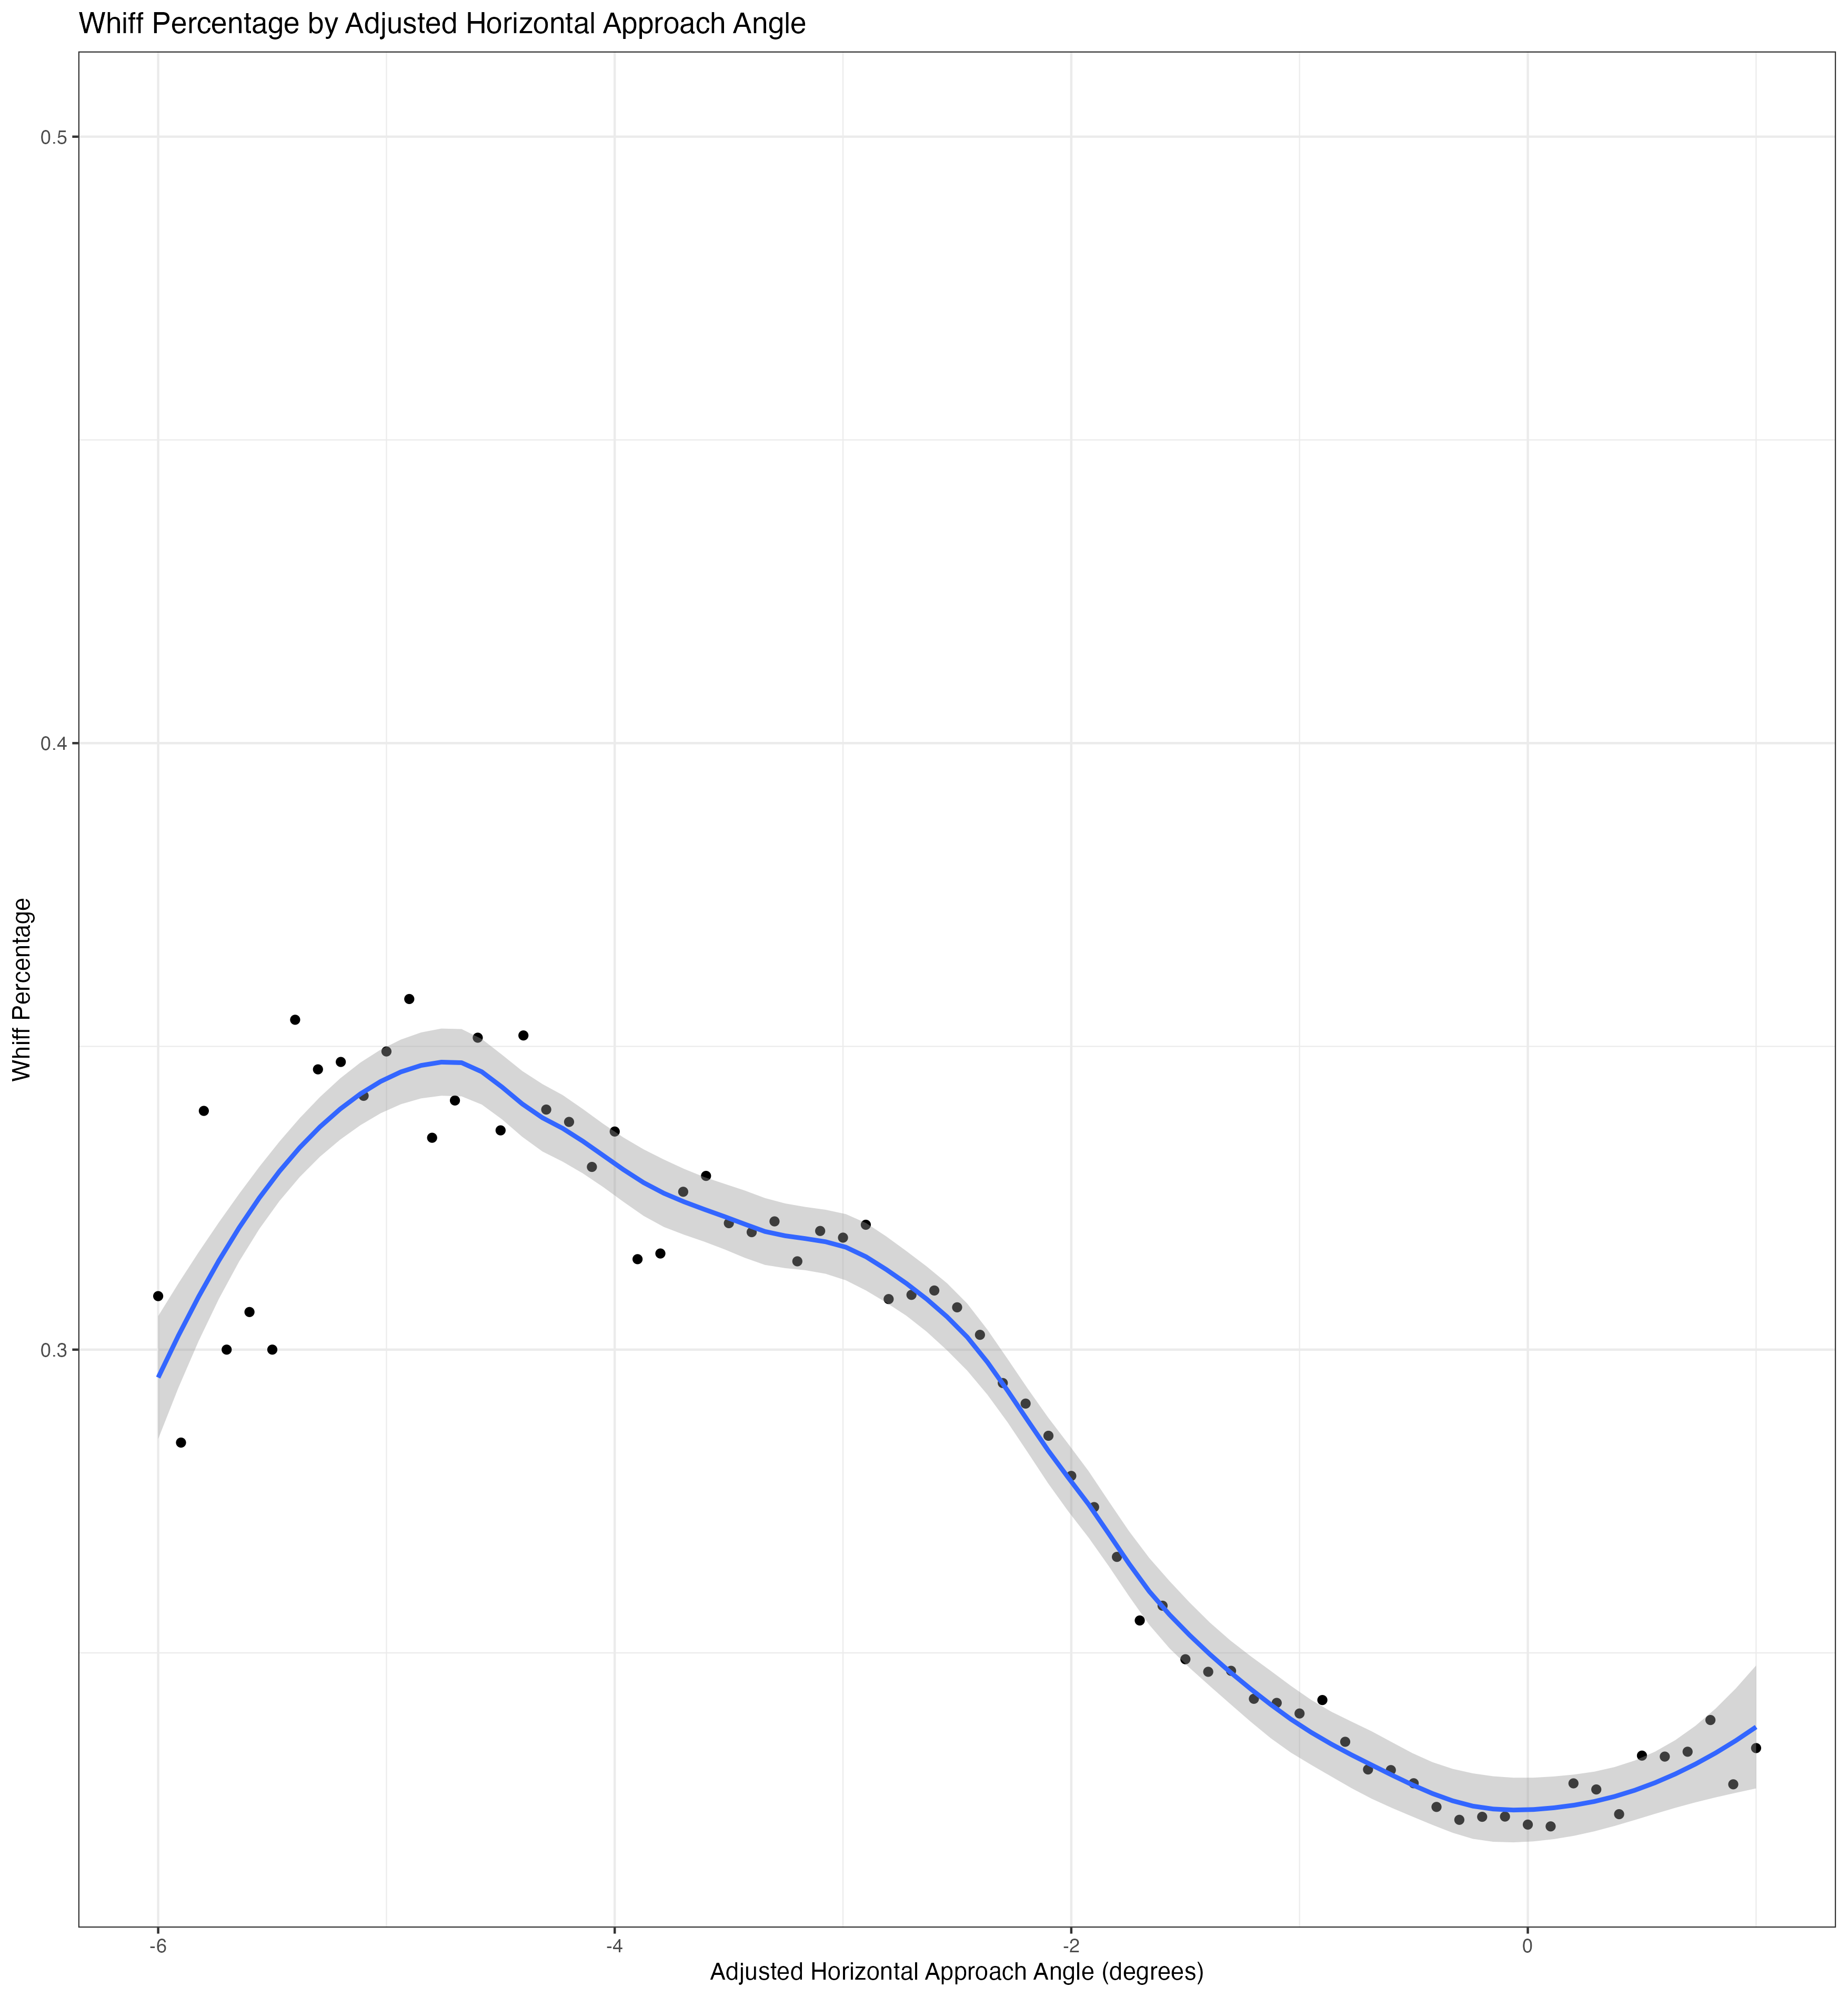 Whiff Percentage by Adjusted Horizontal Approach Angle
0.5
0.4
0.3
Whiff Percentage
-6
-4
-2
0
Adjusted Horizontal Approach Angle (degrees)